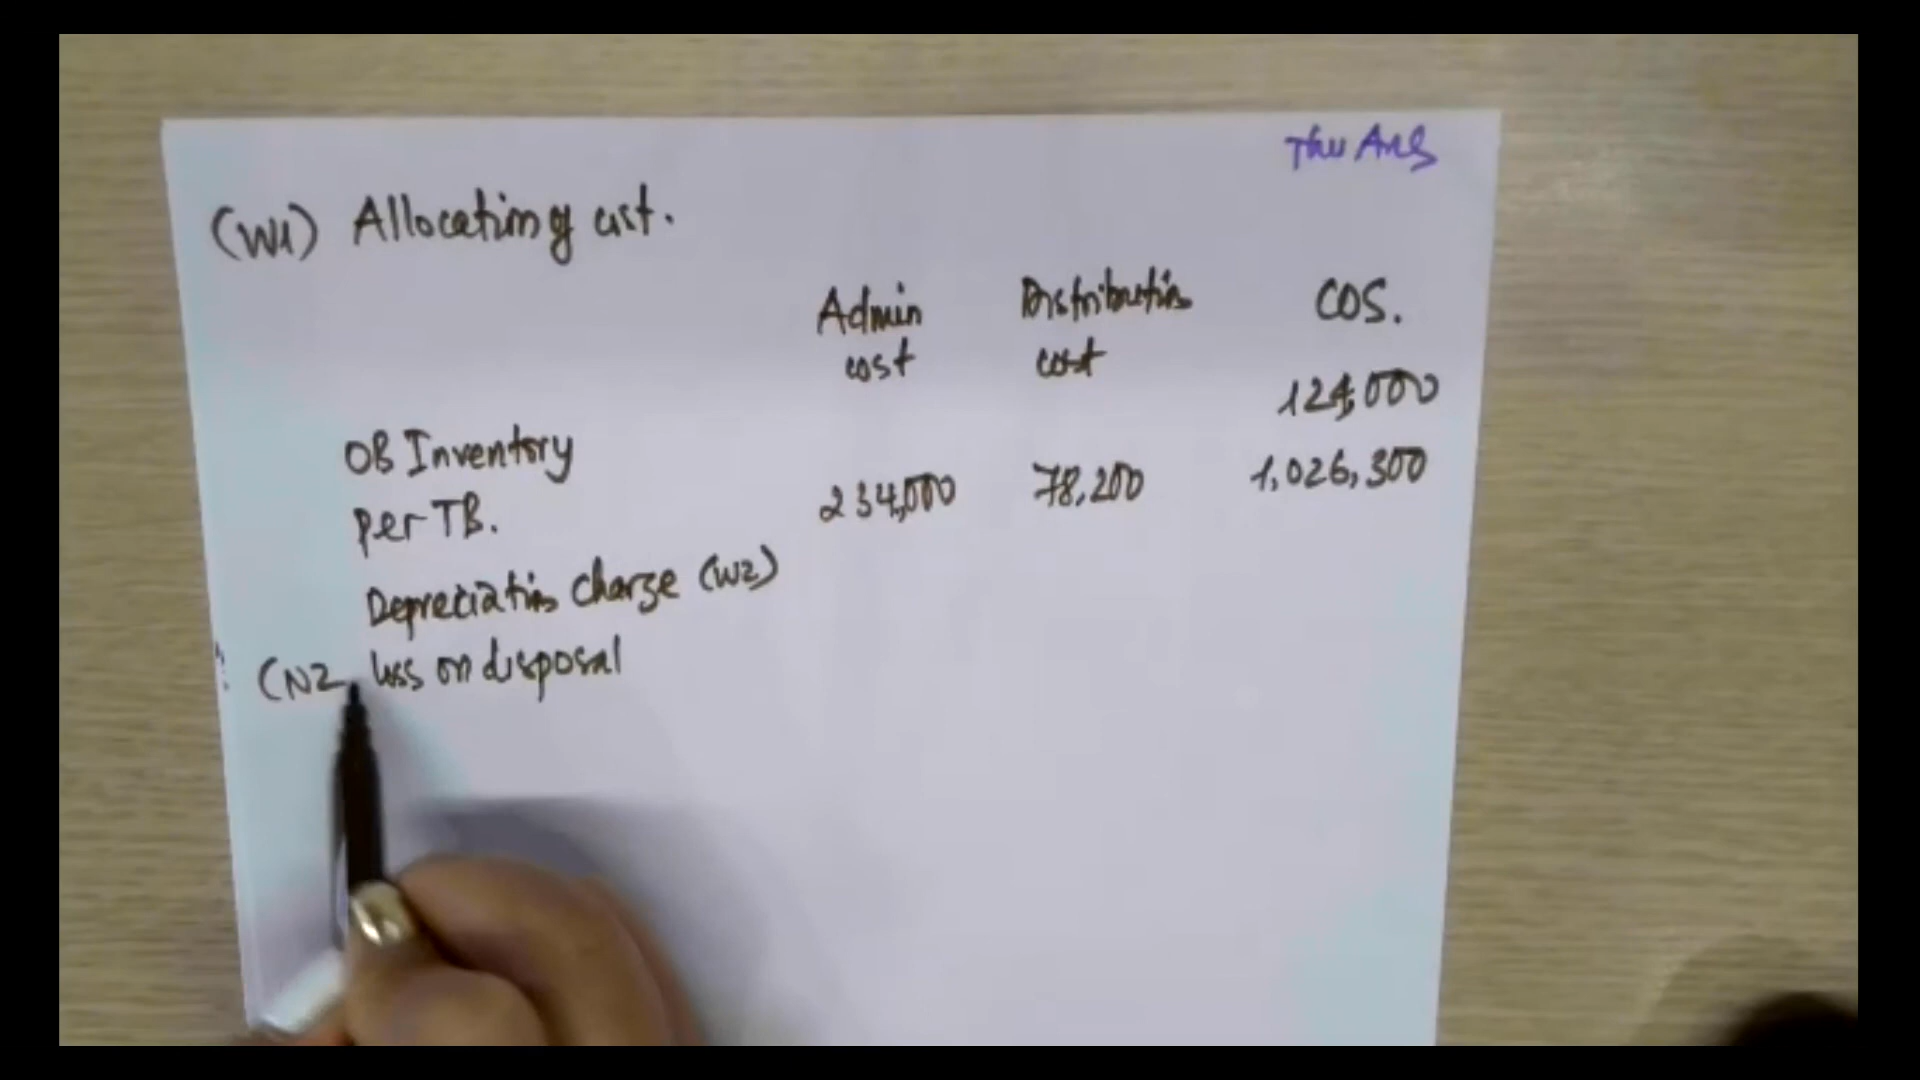 Thu Ang
(W1) Allocating cost.
Admin cost
Distribution cost
COS.
OB Inventory 124,000
per TB. 234,000 78,200 1,026,300
Depreciation charge (W2)
(N2 loss on disposal